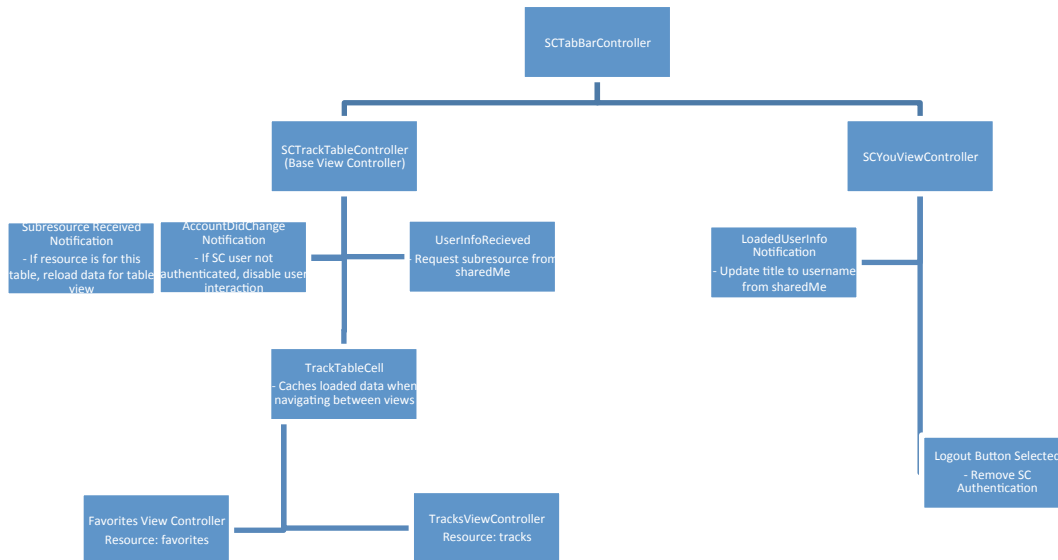 SCTabBarController
SCTrackTableController
(Base View Controller)
SCYouViewController
Subresource Received
Notification
- If resource is for this
table, reload data for table
view
AccountDidChange
Notification
- If SC user not
authenticated, disable user
interaction
UserInfoRecieved
- Request subresource from
sharedMe
LoadedUserInfo
Notification
- Update title to username
from sharedMe
TrackTableCell
- Caches loaded data when
navigating between views
Logout Button Selected
- Remove SC
Authentication
Favorites View Controller
Resource: favorites
TracksViewController
Resource: tracks